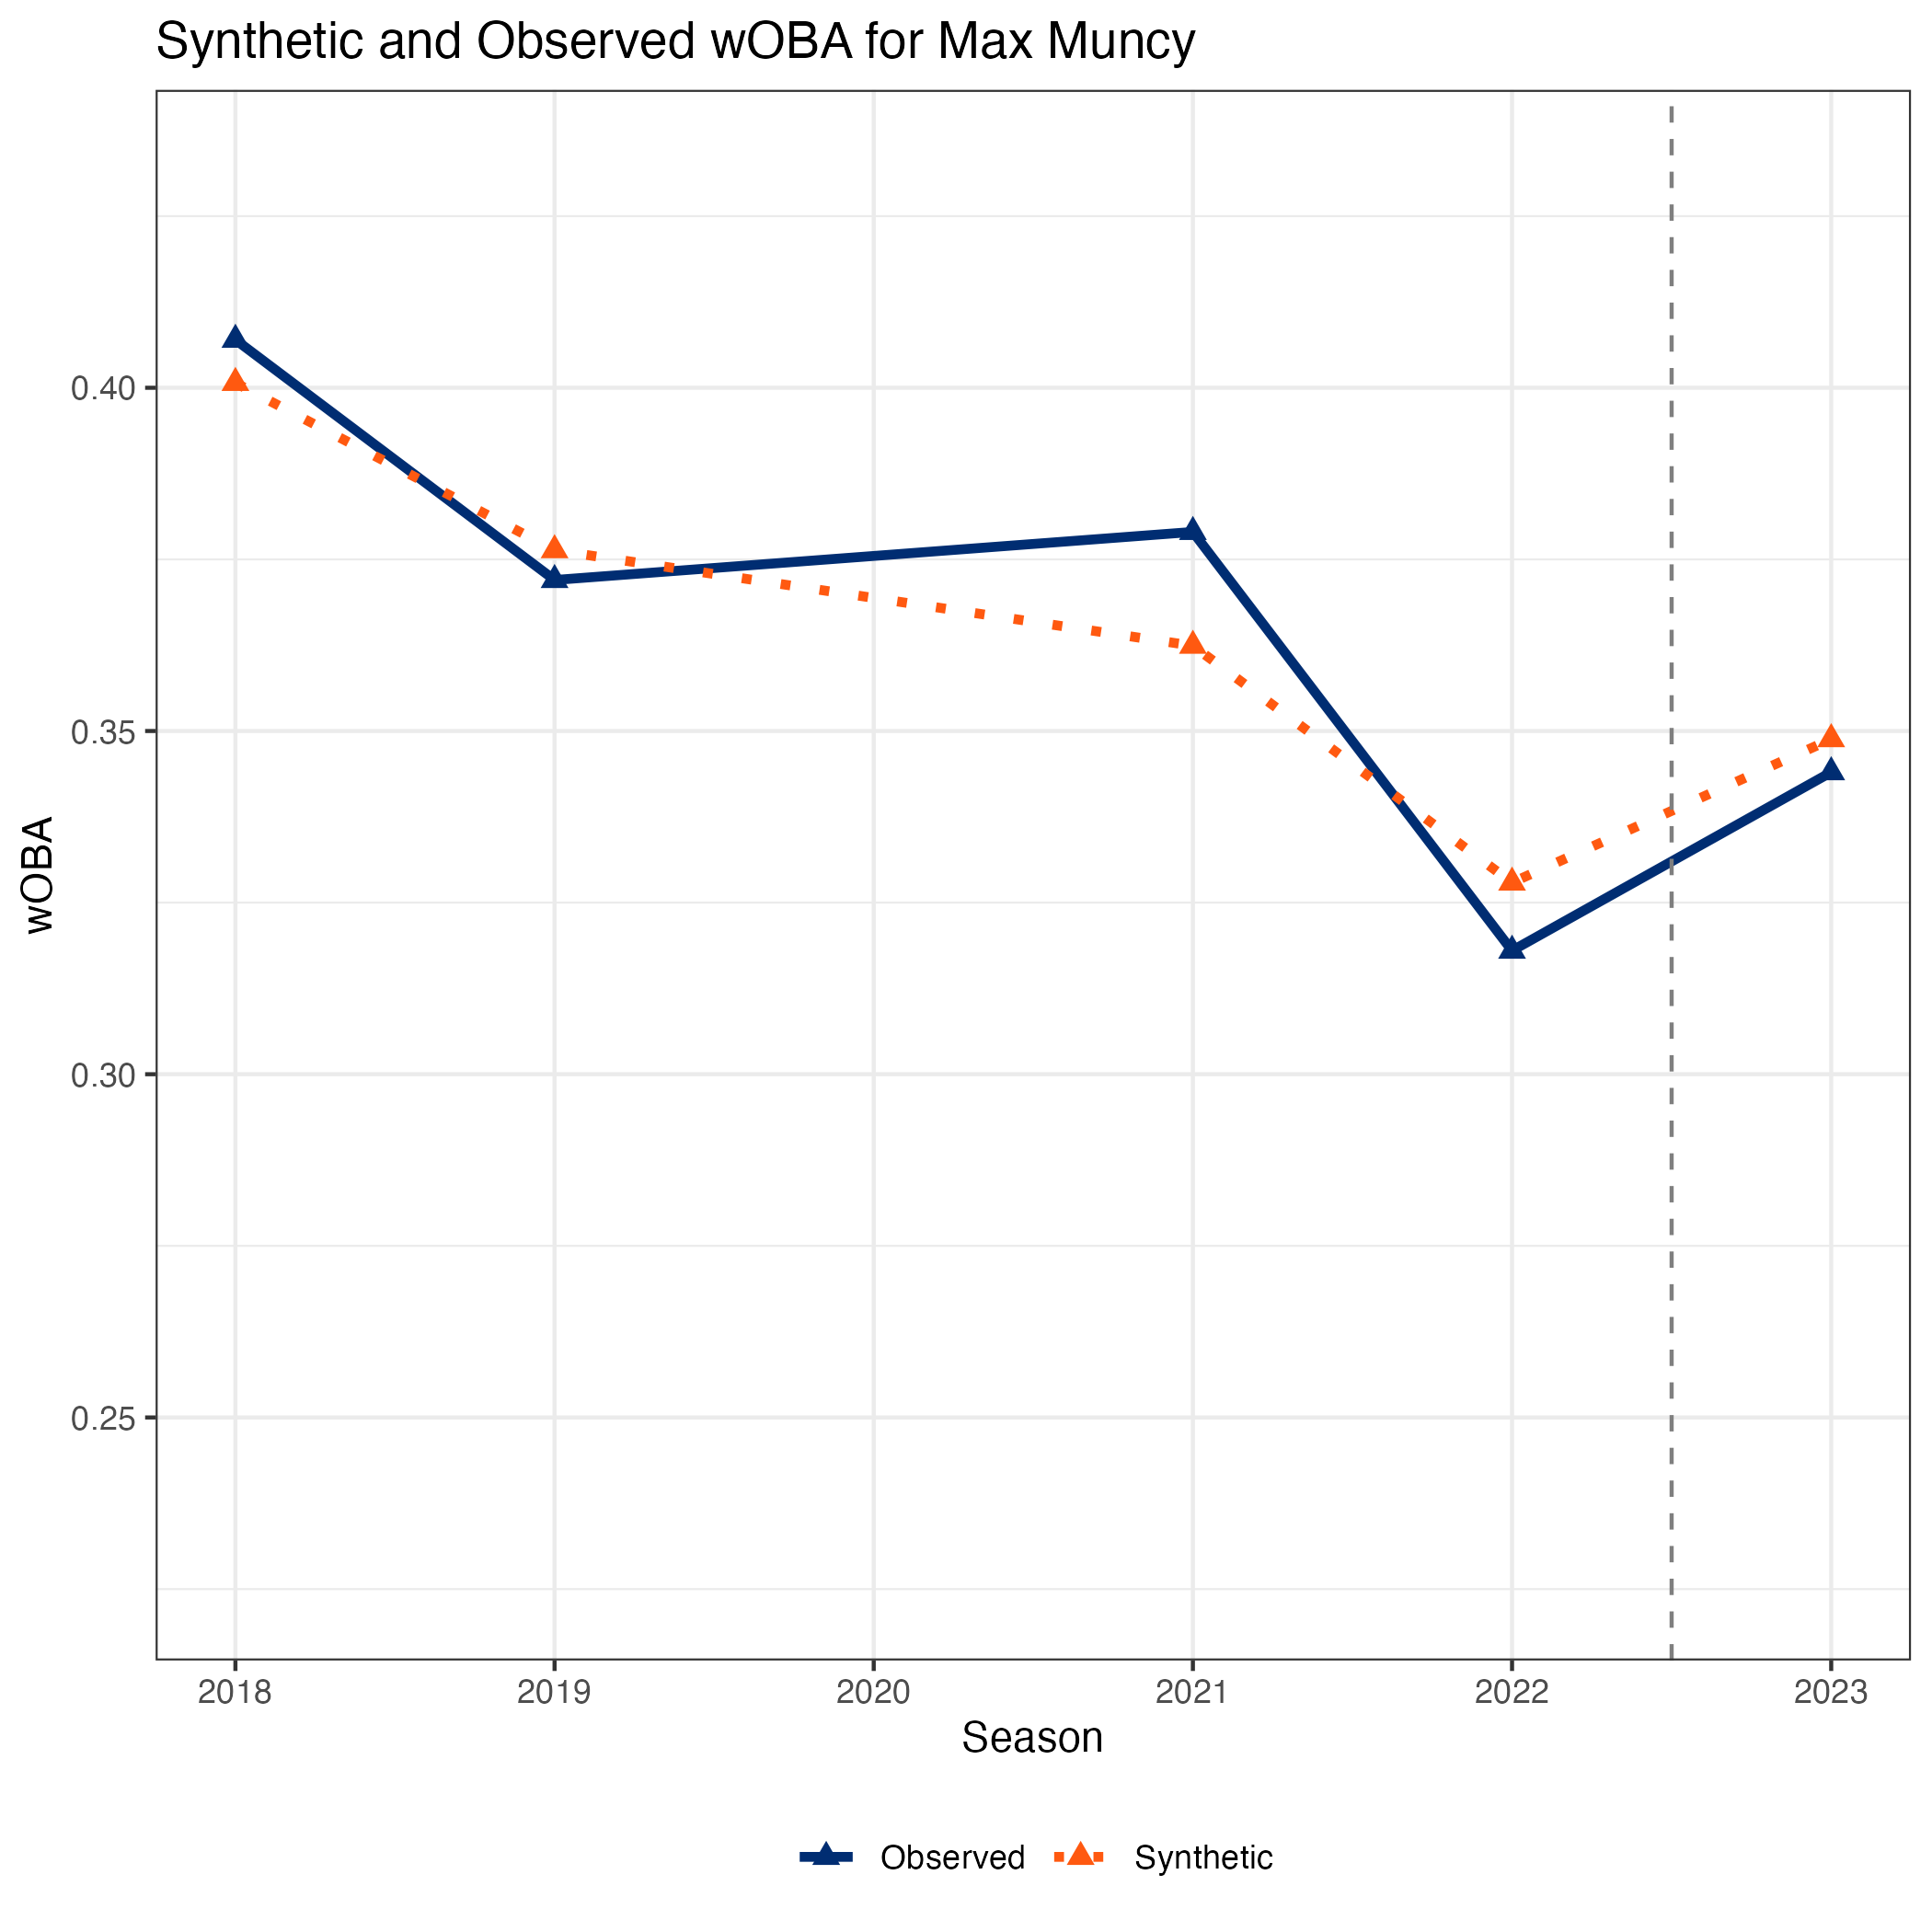 Synthetic and Observed wOBA for Max Muncy
wOBA
0.40
0.35
0.30
0.25
2018 2019 2020 2021 2022 2023
Season
Observed Synthetic